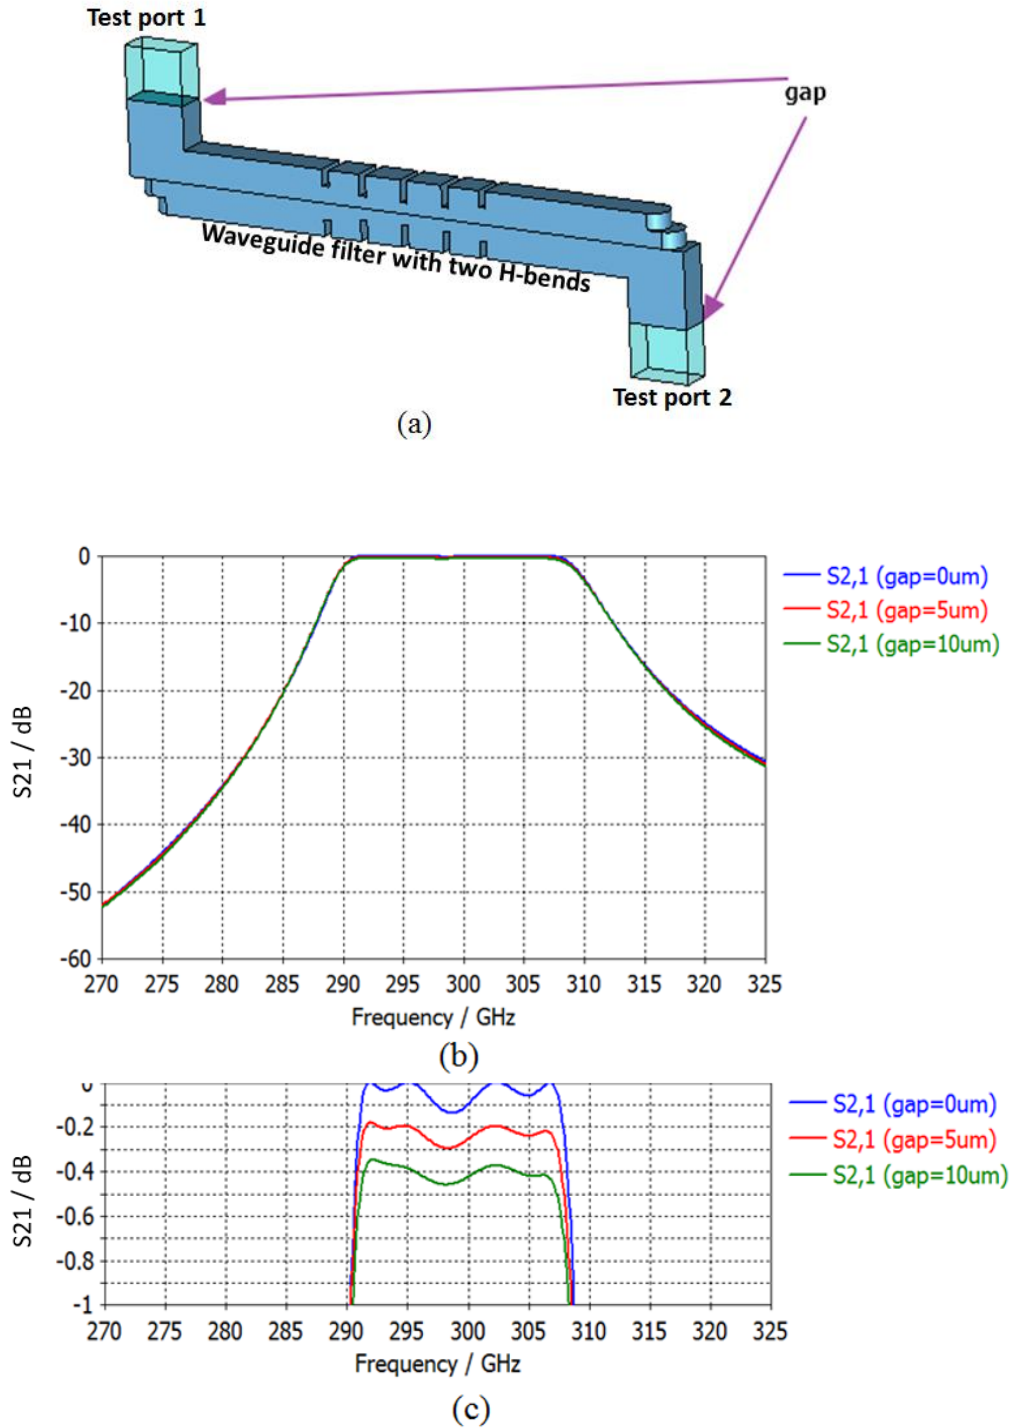 Test port 1
gap
Waveguide filter with two H-bends
Test port 2
(a)
0
-10
-20
-30
-40
-50
-60
S21 / dB
270 275 280 285 290 295 300 305 310 315 320 325
Frequency / GHz
S2,1 (gap=0um)
S2,1 (gap=5um)
S2,1 (gap=10um)
(b)
0
-0.2
-0.4
-0.6
-0.8
-1
S21 / dB
270 275 280 285 290 295 300 305 310 315 320 325
Frequency / GHz
S2,1 (gap=0um)
S2,1 (gap=5um)
S2,1 (gap=10um)
(c)